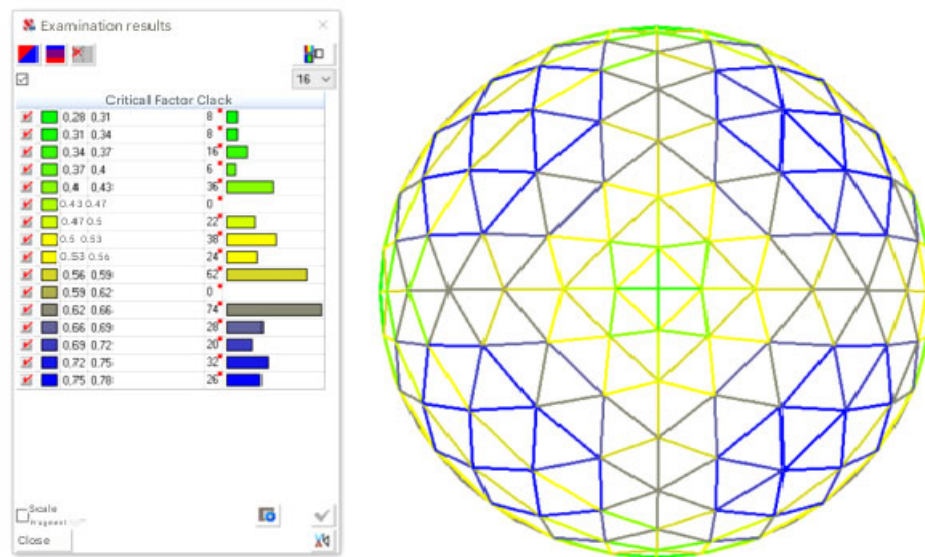 Examination results
16
Criticall Factor Clack
0,28 0,31 8
0,31 0,34 8
0,34 0,37 16
0,37 0,4 6
0,4 0,43 36
0.43 0.47 0
0.47 0.5 22
0.5 0.53 38
0.53 0.56 24
0,56 0,59 62
0,59 0,62 0
0,62 0,66 74
0,66 0,69 28
0,69 0,72 20
0,72 0,75 32
0,75 0,78 26
Scale
fragment
Close